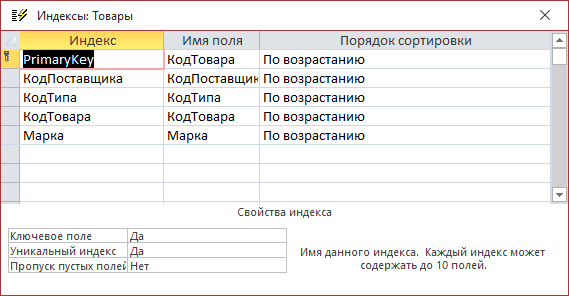 Индексы: Товары
Индекс Имя поля Порядок сортировки
PrimaryKey КодТовара По возрастанию
КодПоставщика КодПоставщик По возрастанию
КодТипа КодТипа По возрастанию
КодТовара КодТовара По возрастанию
Марка Марка По возрастанию
Свойства индекса
Ключевое поле Да
Уникальный индекс Да
Пропуск пустых полей Нет
Имя данного индекса. Каждый индекс может
содержать до 10 полей.